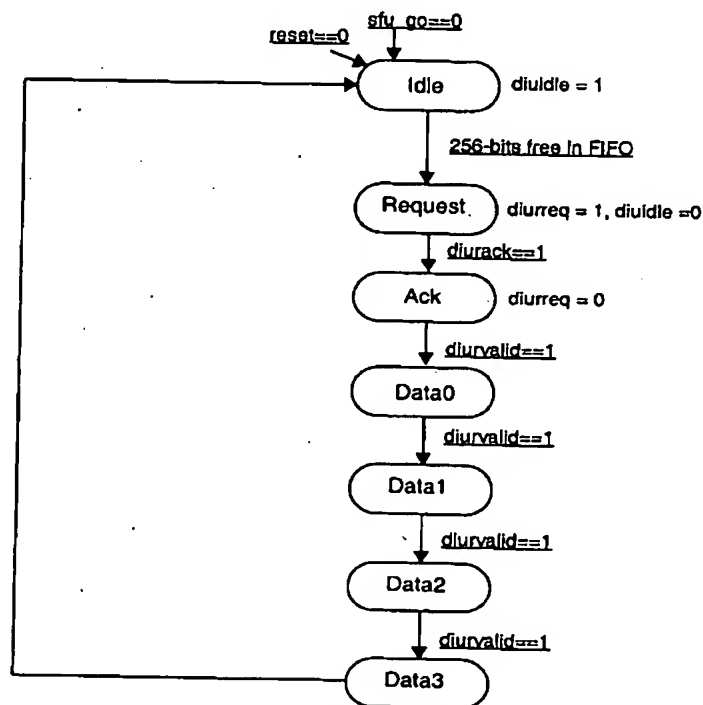 sfu_go==0
reset==0
Idle
diuidle = 1
256-bits free in FIFO
Request
diurreq = 1, diuidle =0
diurack==1
Ack
diurreq = 0
diurvalid==1
Data0
diurvalid==1
Data1
diurvalid==1
Data2
diurvalid==1
Data3